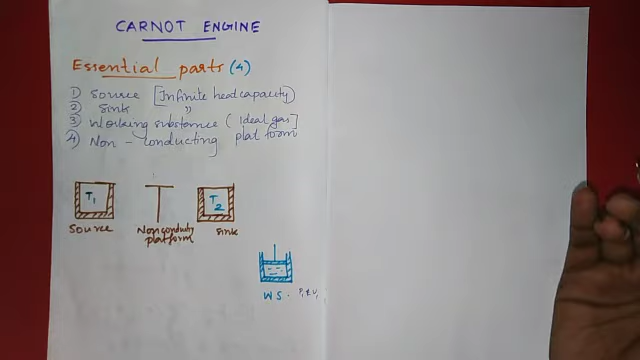 CARNOT ENGINE
Essential parts (4)
1) Source [Infinite heat capacity)
2) Sink "
3) Working substance (Ideal gas]
4) Non-conducting platform
T1
T2
Source
Non conducting platform
Sink
WS.